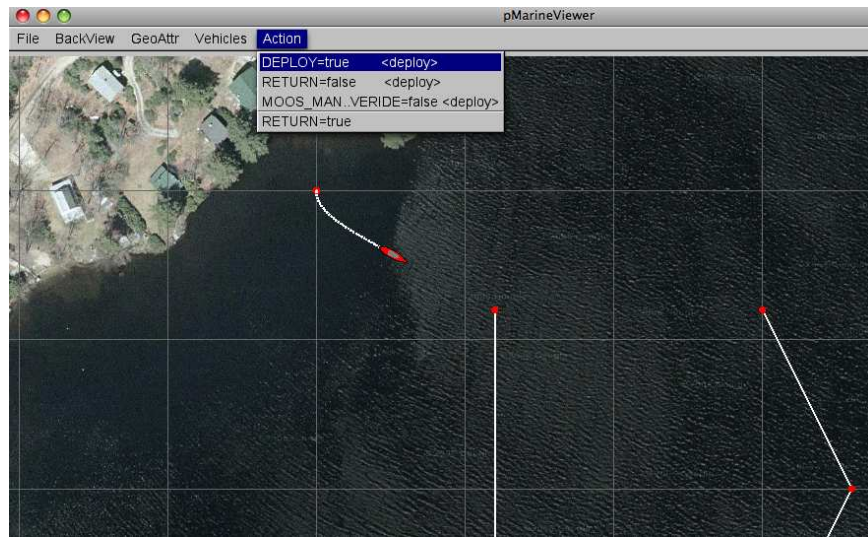 pMarineViewer
File BackView GeoAttr Vehicles Action
DEPLOY=true <deploy>
RETURN=false <deploy>
MOOS_MAN..VERIDE=false <deploy>
RETURN=true